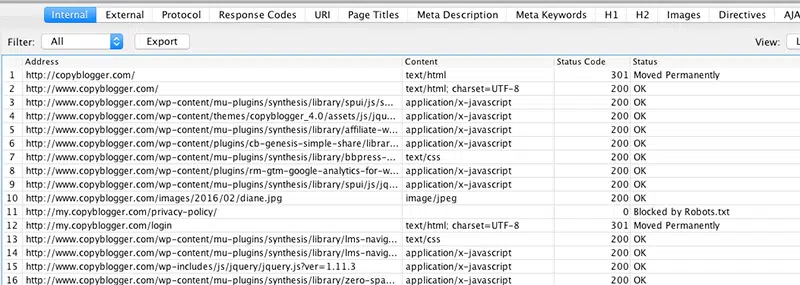 Internal External Protocol Response Codes URI Page Titles Meta Description Meta Keywords H1 H2 Images Directives AJA
Filter: All Export View: L
Address Content Status Code Status
1 http://copyblogger.com/ text/html 301 Moved Permanently
2 http://www.copyblogger.com/ text/html; charset=UTF-8 200 OK
3 http://www.copyblogger.com/wp-content/mu-plugins/synthesis/library/spui/js/s... application/x-javascript 200 OK
4 http://www.copyblogger.com/wp-content/themes/copyblogger_4.0/assets/js/jqu... application/x-javascript 200 OK
5 http://www.copyblogger.com/wp-content/mu-plugins/synthesis/library/affiliate-w... application/x-javascript 200 OK
6 http://www.copyblogger.com/wp-content/plugins/cb-genesis-simple-share/librar... application/x-javascript 200 OK
7 http://www.copyblogger.com/wp-content/mu-plugins/synthesis/library/bbpress-... text/css 200 OK
8 http://www.copyblogger.com/wp-content/plugins/rm-gtm-google-analytics-for-w... application/x-javascript 200 OK
9 http://www.copyblogger.com/wp-content/mu-plugins/synthesis/library/spui/js/jq... application/x-javascript 200 OK
10 http://www.copyblogger.com/images/2016/02/diane.jpg image/jpeg 200 OK
11 http://my.copyblogger.com/privacy-policy/ 0 Blocked by Robots.txt
12 http://my.copyblogger.com/login text/html; charset=UTF-8 301 Moved Permanently
13 http://www.copyblogger.com/wp-content/mu-plugins/synthesis/library/lms-navig... text/css 200 OK
14 http://www.copyblogger.com/wp-content/mu-plugins/synthesis/library/lms-navig... application/x-javascript 200 OK
15 http://www.copyblogger.com/wp-includes/js/jquery/jquery.js?ver=1.11.3 application/x-javascript 200 OK
16 http://www.copyblogger.com/wp-content/mu-plugins/synthesis/library/zero-spa... application/x-javascript 200 OK